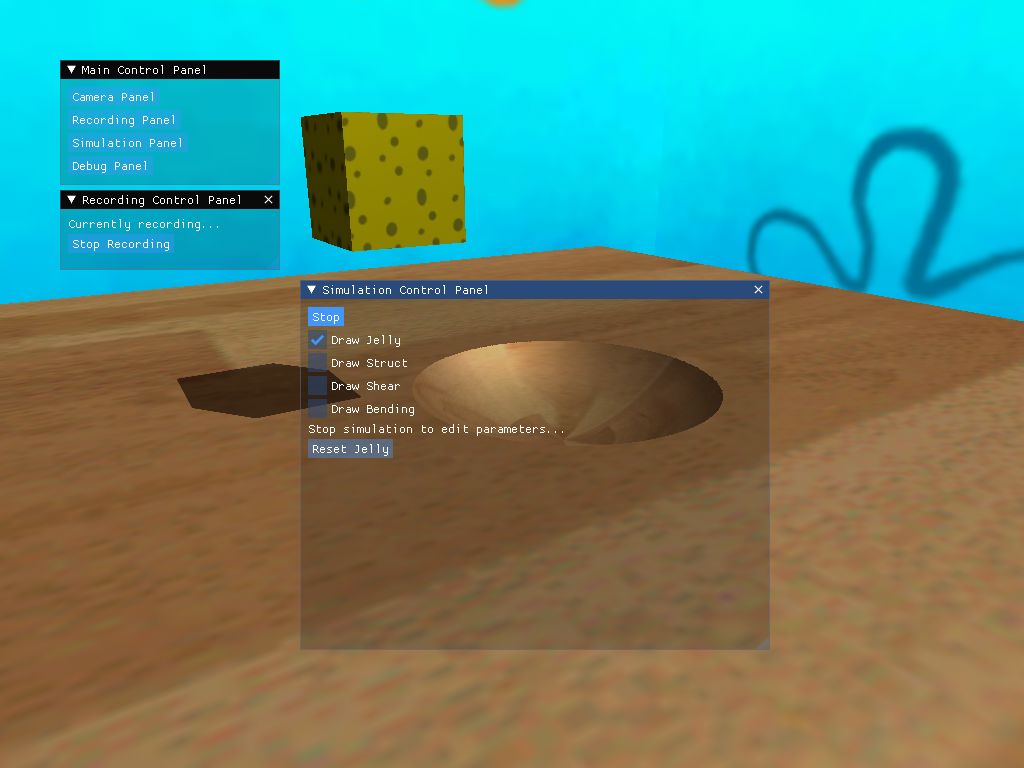 Main Control Panel
Camera Panel
Recording Panel
Simulation Panel
Debug Panel
Recording Control Panel
Currently recording...
Stop Recording
Simulation Control Panel
Stop
Draw Jelly
Draw Struct
Draw Shear
Draw Bending
Stop simulation to edit parameters...
Reset Jelly